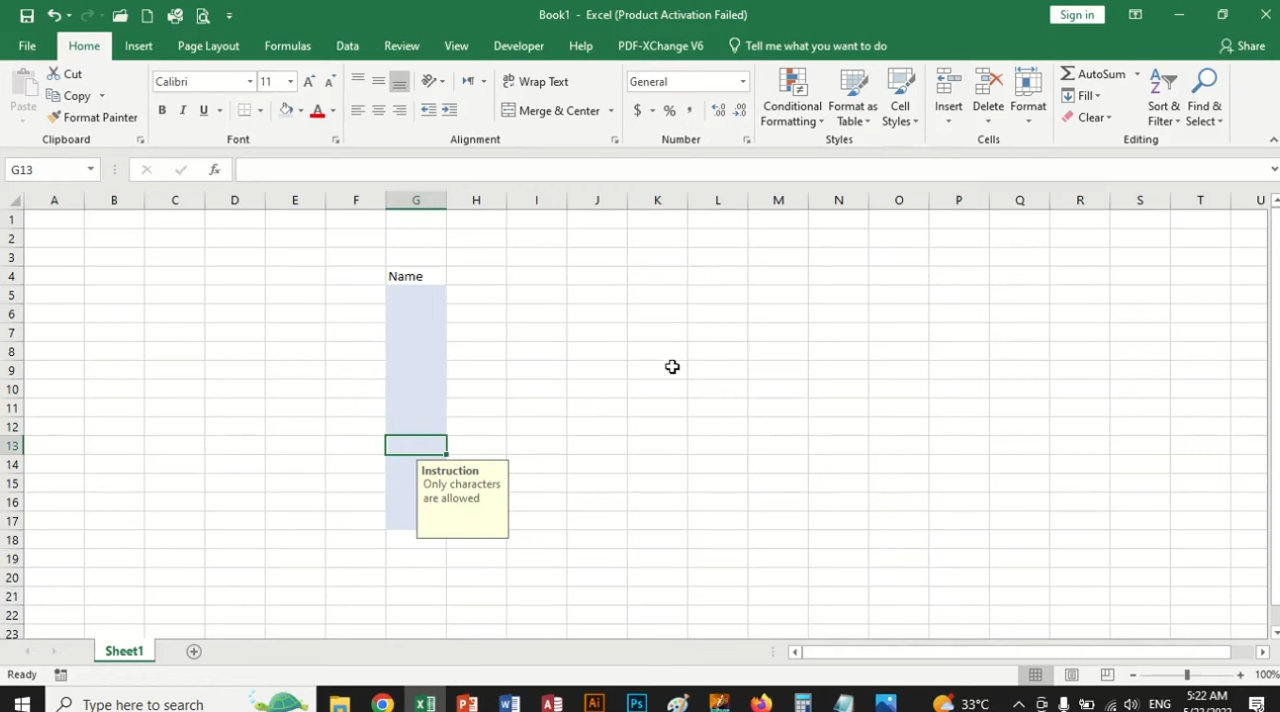 Book1 - Excel (Product Activation Failed)
Sign in
File Home Insert Page Layout Formulas Data Review View Developer Help PDF-XChange V6 Tell me what you want to do Share
Paste
Cut
Copy
Format Painter
Clipboard
Calibri 11
B I U
Font
Wrap Text
Merge & Center
Alignment
General
$ % ,
Number
Conditional Formatting
Format as Table
Cell Styles
Styles
Insert Delete Format
Cells
AutoSum
Fill
Clear
Sort & Filter
Find & Select
Editing
G13
fx
A B C D E F G H I J K L M N O P Q R S T U
1
2
3
4 Name
5
6
7
8
9
10
11
12
13
14
15
16
17
18
19
20
21
22
23
Instruction
Only characters
are allowed
Sheet1
Ready
100%
Type here to search
33°C
ENG
5:22 AM